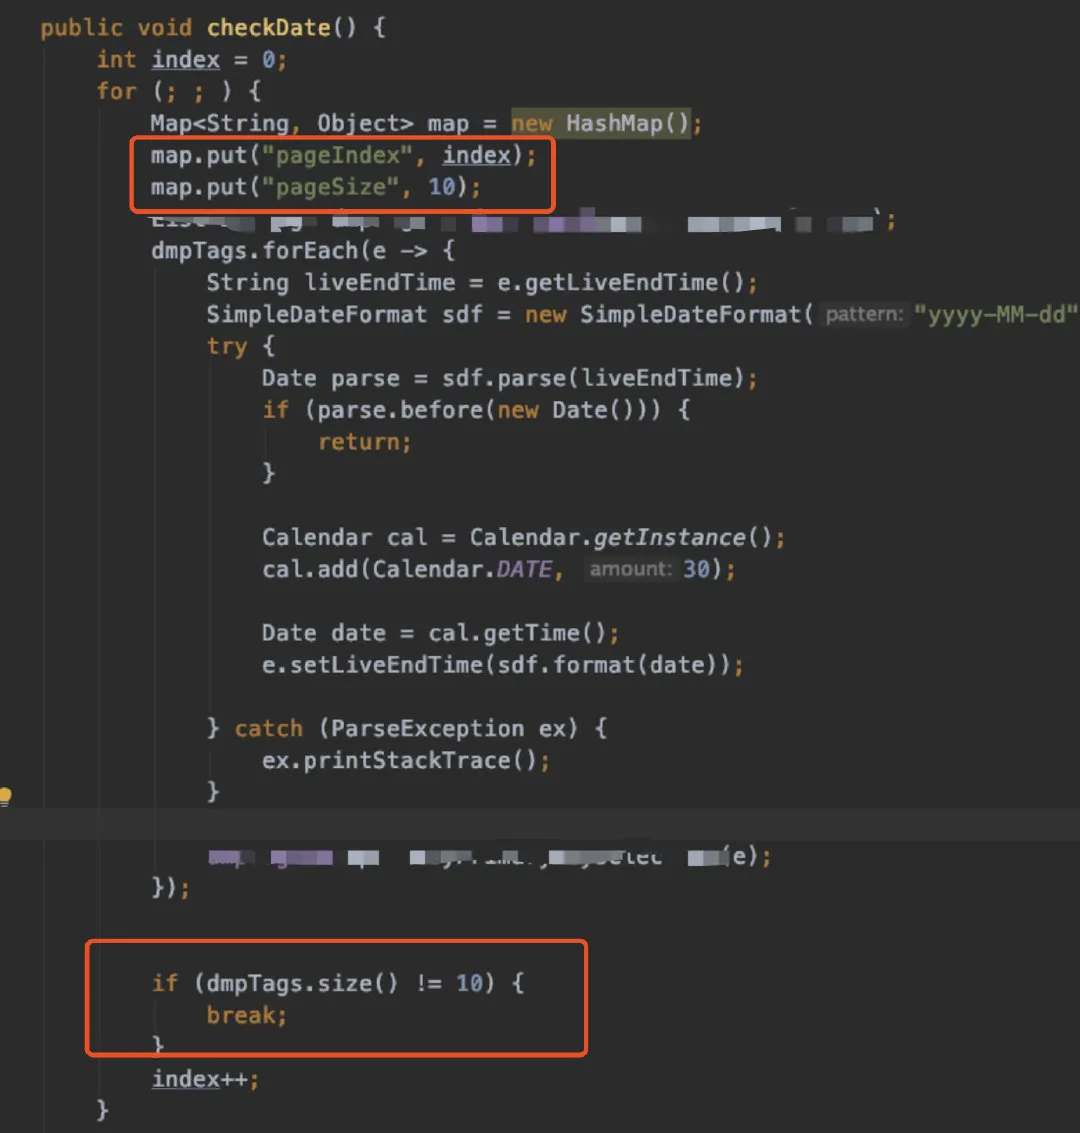 public void checkDate() {
int index = 0;
for (; ; ) {
Map<String, Object> map = new HashMap();
map.put("pageIndex", index);
map.put("pageSize", 10);
;
dmpTags.forEach(e -> {
String liveEndTime = e.getLiveEndTime();
SimpleDateFormat sdf = new SimpleDateFormat( pattern: "yyyy-MM-dd"
try {
Date parse = sdf.parse(liveEndTime);
if (parse.before(new Date())) {
return;
}
Calendar cal = Calendar.getInstance();
cal.add(Calendar.DATE, amount: 30);
Date date = cal.getTime();
e.setLiveEndTime(sdf.format(date));
} catch (ParseException ex) {
ex.printStackTrace();
}
(e);
});
if (dmpTags.size() != 10) {
break;
}
index++;
}